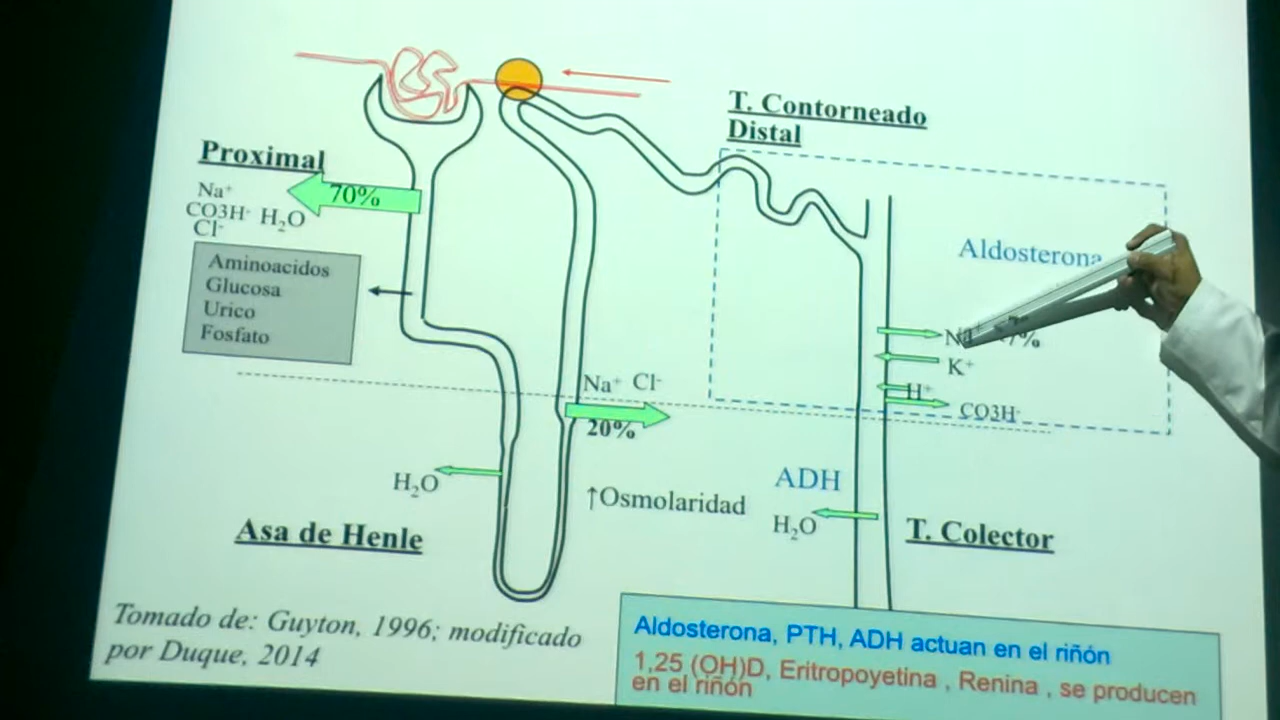 T. Contorneado
Distal
Proximal
70%
Na⁺
CO3H⁻ H₂O
Cl⁻
Aminoacidos
Glucosa
Urico
Fosfato
Aldosterona
K⁺
H⁺
CO3H⁻
Na⁺ Cl⁻
20%
H₂O
↑Osmolaridad
ADH
H₂O
Asa de Henle
T. Colector
Tomado de: Guyton, 1996; modificado
por Duque, 2014
Aldosterona, PTH, ADH actuan en el riñón
1,25 (OH)D, Eritropoyetina , Renina , se producen
en el riñón